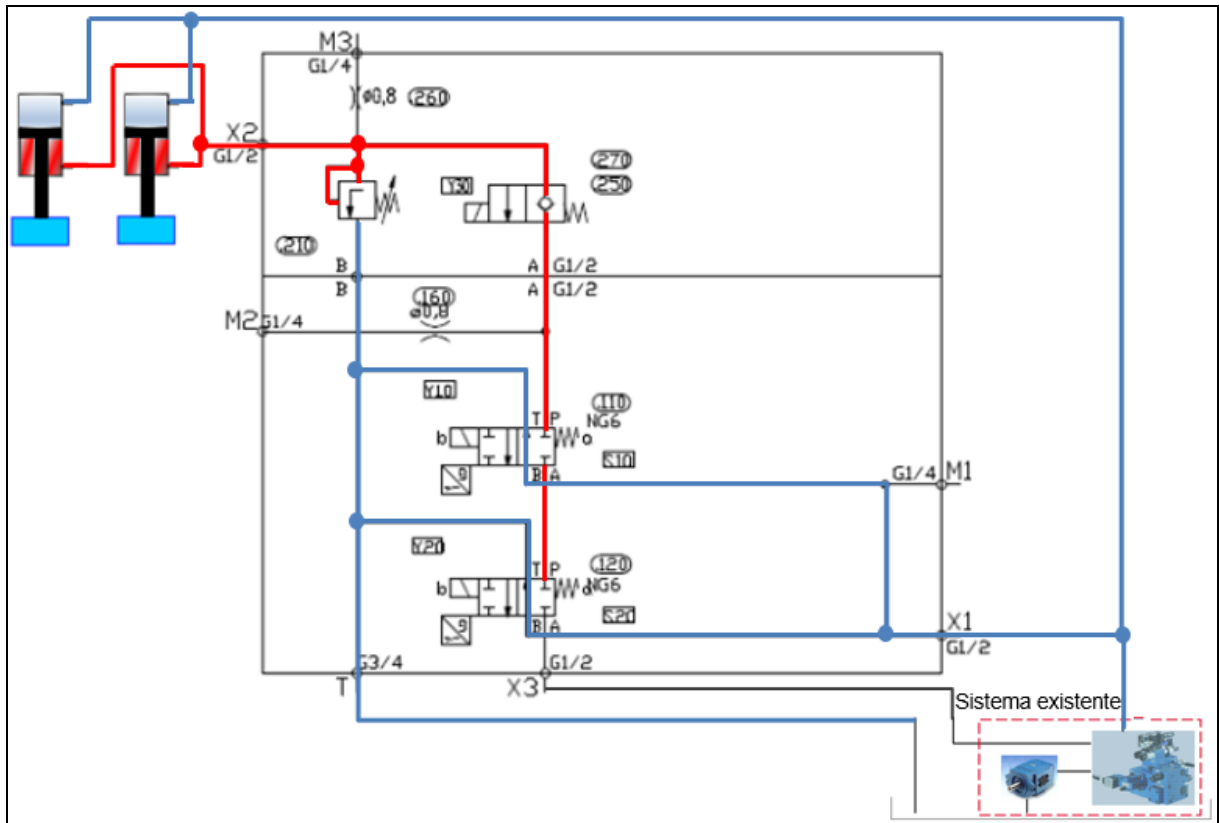 M3
G1/4
ø0,8 260
X2
G1/2
270
250
Y30
210
B A G1/2
B A G1/2
160
ø0,8
M2 G1/4
Y10
110
T P NG6
b a
S10
B A
G1/4 M1
Y20
120
T P
b a NG6
S20
B A
X1
G1/2
G3/4 G1/2
T X3
Sistema existente